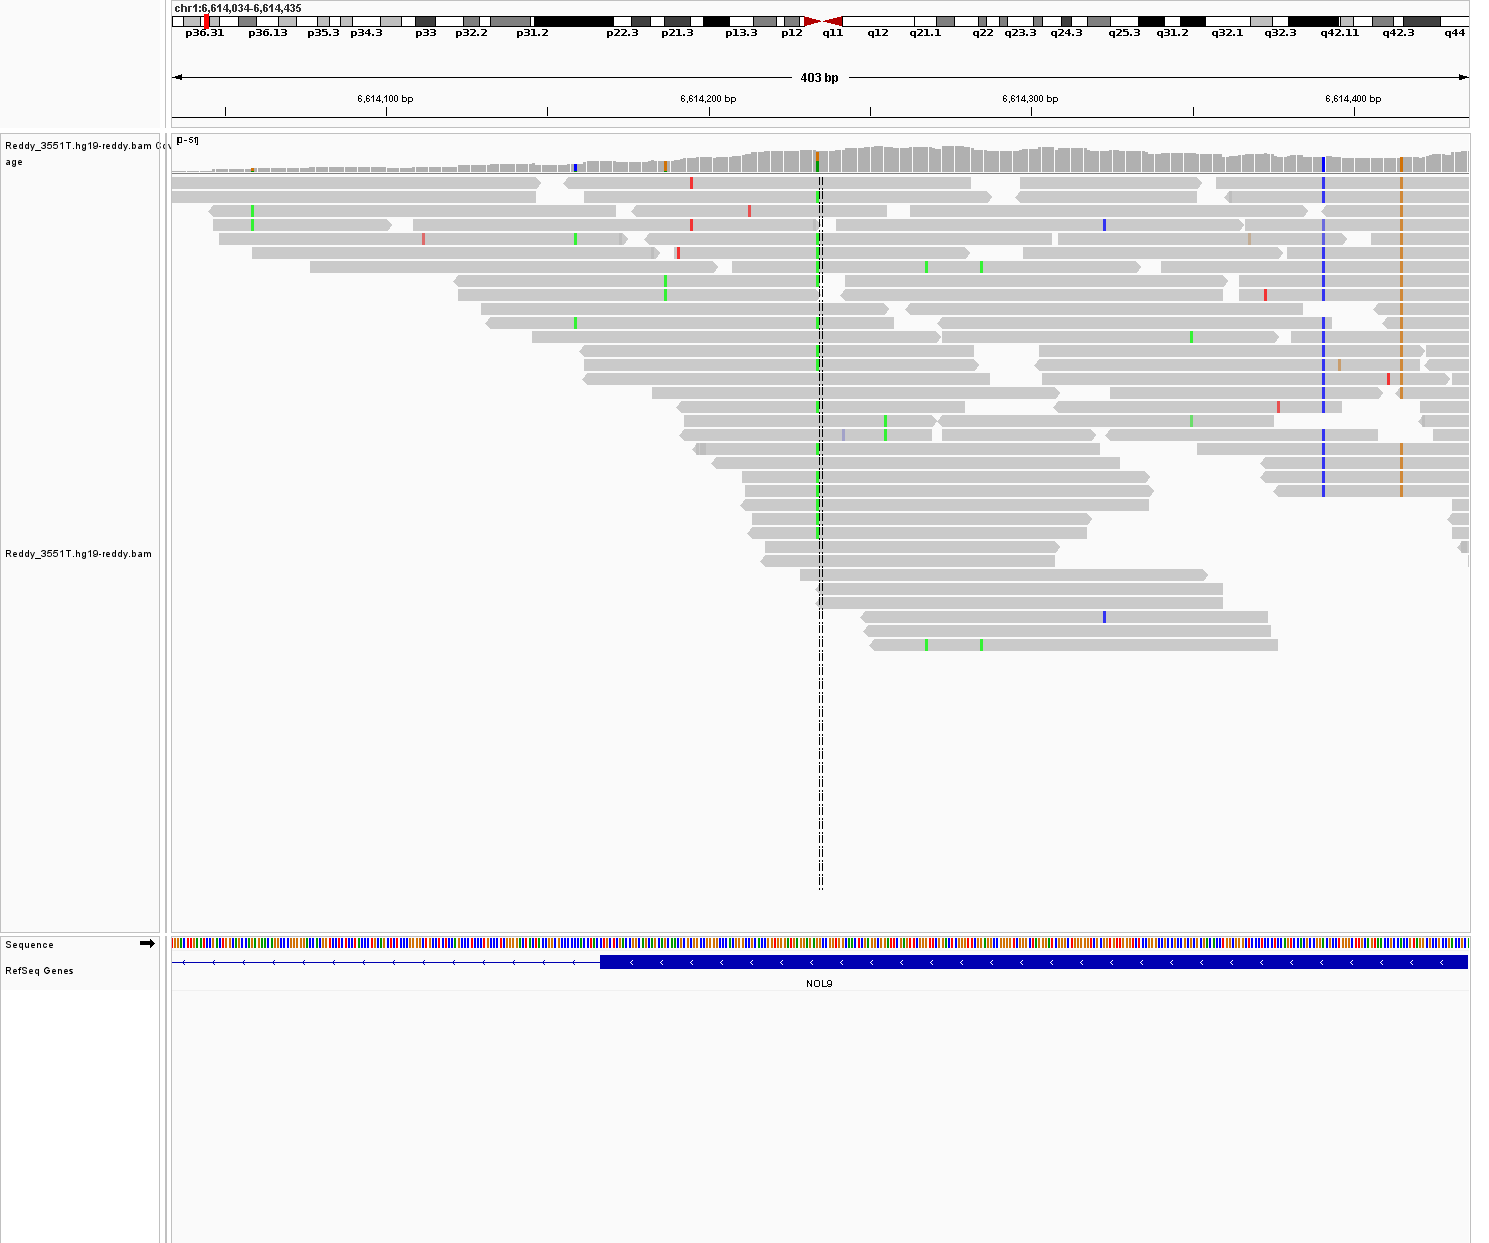 chr1:6,614,034-6,614,435
p36.31 p36.13 p35.3 p34.3 p33 p32.2 p31.2 p22.3 p21.3 p13.3 p12 q11 q12 q21.1 q22 q23.3 q24.3 q25.3 q31.2 q32.1 q32.3 q42.11 q42.3 q44
403 bp
6,614,100 bp 6,614,200 bp 6,614,300 bp 6,614,400 bp
[0-51]
Reddy_3551T.hg19-reddy.bam Cov
age
Reddy_3551T.hg19-reddy.bam
Sequence
RefSeq Genes
NOL9